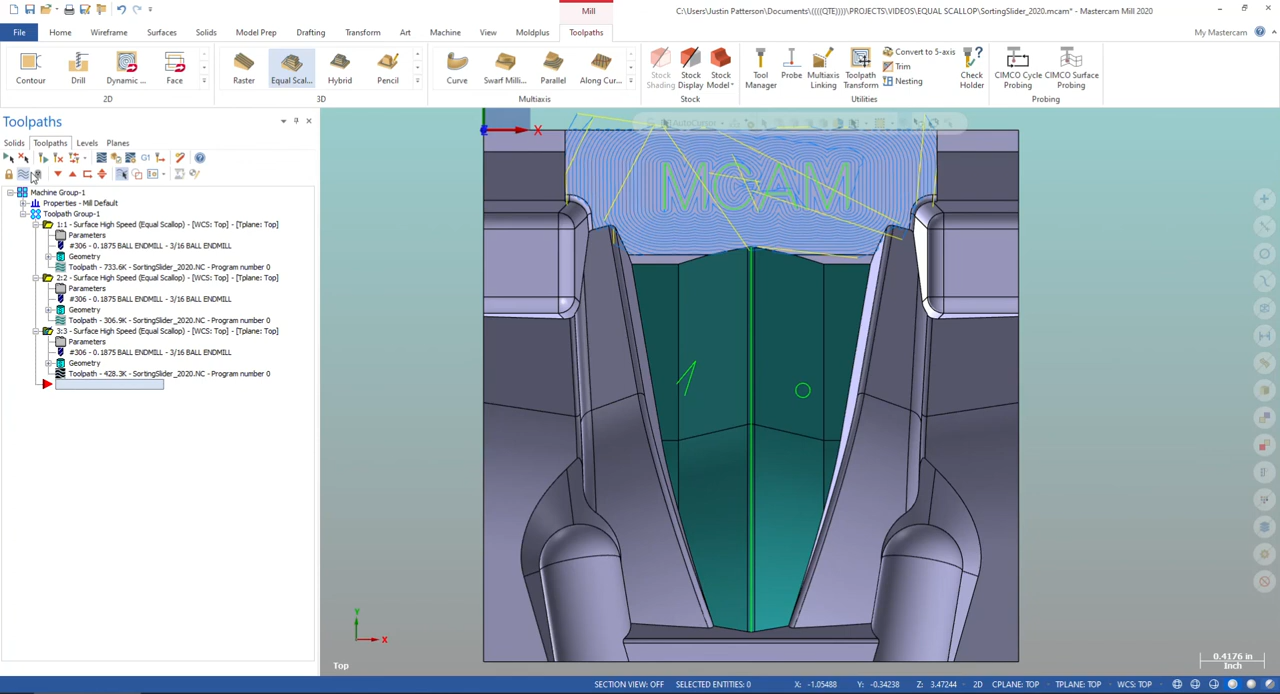 Mill
C:\Users\Justin Patterson\Documents\((((QTE))))\PROJECTS\VIDEOS\EQUAL SCALLOP\SortingSlider_2020.mcam* - Mastercam Mill 2020
File Home Wireframe Surfaces Solids Model Prep Drafting Transform Art Machine View Moldplus Toolpaths My Mastercam
Contour Drill Dynamic ... Face
2D
Raster Equal Scal... Hybrid Pencil
3D
Curve Swarf Milli... Parallel Along Cur...
Multiaxis
Stock Shading Stock Display Stock Model
Stock
Tool Manager Probe Multiaxis Linking Toolpath Transform
Convert to 5-axis
Trim
Nesting
Check Holder
Utilities
CIMCO Cycle Probing CIMCO Surface Probing
Probing
Toolpaths
Solids Toolpaths Levels Planes
G1
Machine Group-1
Properties - Mill Default
Toolpath Group-1
1:1 - Surface High Speed (Equal Scallop) - [WCS: Top] - [Tplane: Top]
Parameters
#306 - 0.1875 BALL ENDMILL - 3/16 BALL ENDMILL
Geometry
Toolpath - 733.6K - SortingSlider_2020.NC - Program number 0
2:2 - Surface High Speed (Equal Scallop) - [WCS: Top] - [Tplane: Top]
Parameters
#306 - 0.1875 BALL ENDMILL - 3/16 BALL ENDMILL
Geometry
Toolpath - 306.9K - SortingSlider_2020.NC - Program number 0
3:3 - Surface High Speed (Equal Scallop) - [WCS: Top] - [Tplane: Top]
Parameters
#306 - 0.1875 BALL ENDMILL - 3/16 BALL ENDMILL
Geometry
Toolpath - 428.3K - SortingSlider_2020.NC - Program number 0
AutoCursor
X
MCAM
Y
X
Top
0.4176 in
Inch
SECTION VIEW: OFF SELECTED ENTITIES: 0 X: -1.05488 Y: -0.34238 Z: 3.47244 2D CPLANE: TOP TPLANE: TOP WCS: TOP